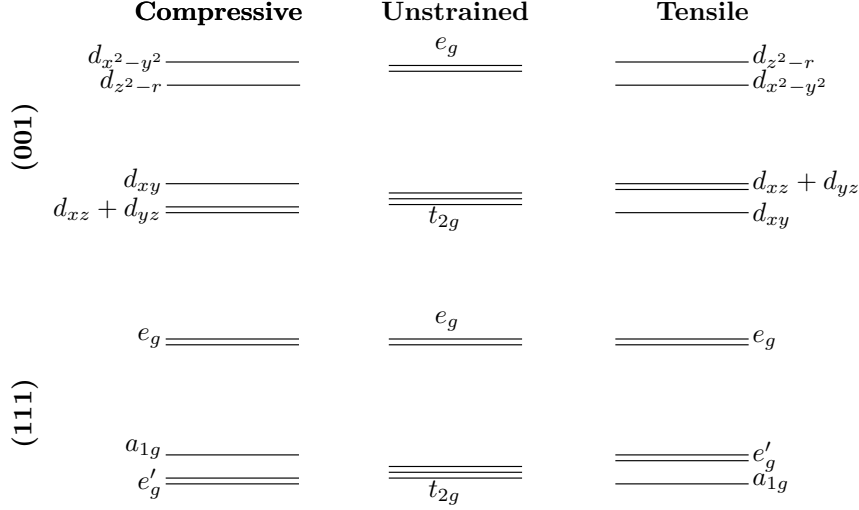 Compressive Unstrained Tensile
(001)
d_{x^2-y^2} e_g d_{z^2-r}
d_{z^2-r} d_{x^2-y^2}
d_{xy} d_{xz} + d_{yz}
d_{xz} + d_{yz} t_{2g} d_{xy}
(111)
e_g e_g e_g
a_{1g} e'_g
e'_g t_{2g} a_{1g}